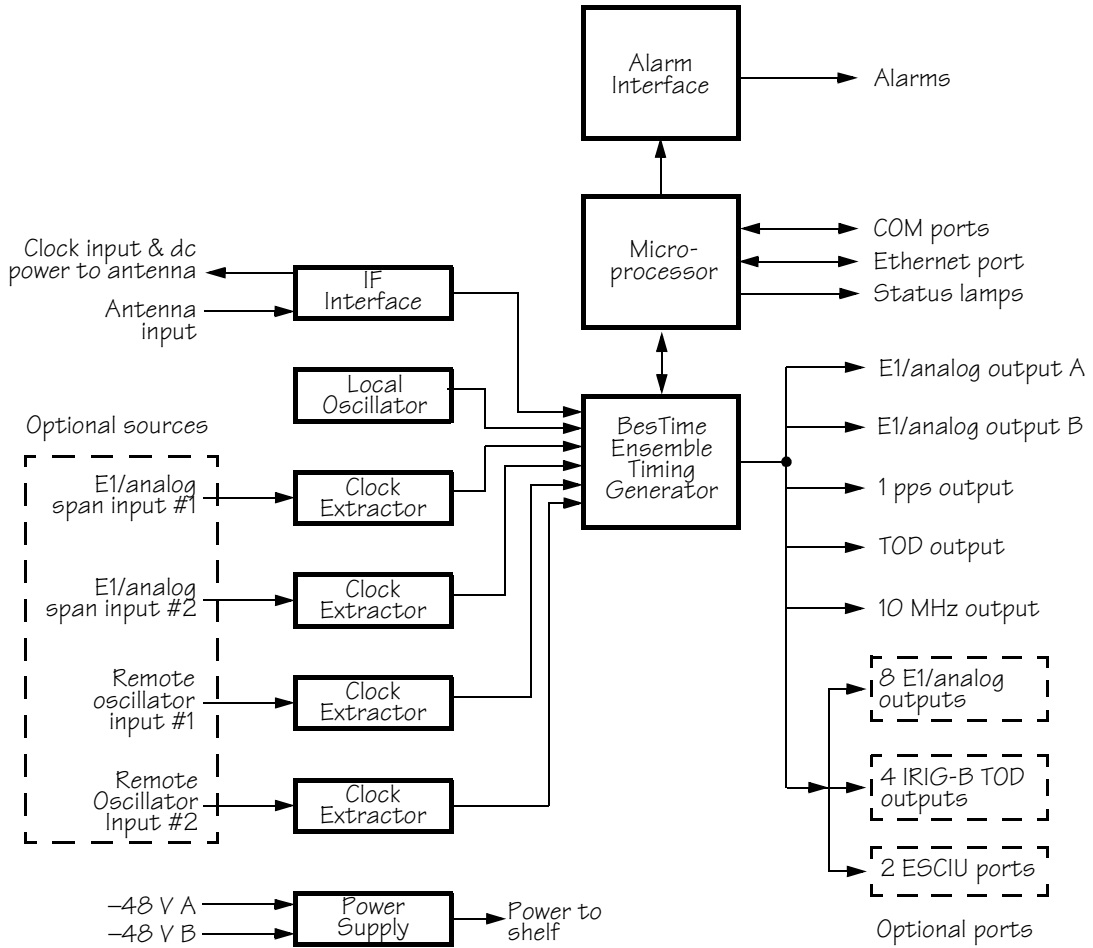 Alarm
Interface
Alarms
Micro-
processor
COM ports
Ethernet port
Status lamps
Clock input & dc
power to antenna
Antenna
input
IF
Interface
Local
Oscillator
Optional sources
E1/analog
span input #1
Clock
Extractor
E1/analog
span input #2
Clock
Extractor
Remote
oscillator
input #1
Clock
Extractor
Remote
Oscillator
Input #2
Clock
Extractor
BesTime
Ensemble
Timing
Generator
E1/analog output A
E1/analog output B
1 pps output
TOD output
10 MHz output
8 E1/analog
outputs
4 IRIG-B TOD
outputs
2 ESCIU ports
Optional ports
–48 V A
–48 V B
Power
Supply
Power to
shelf